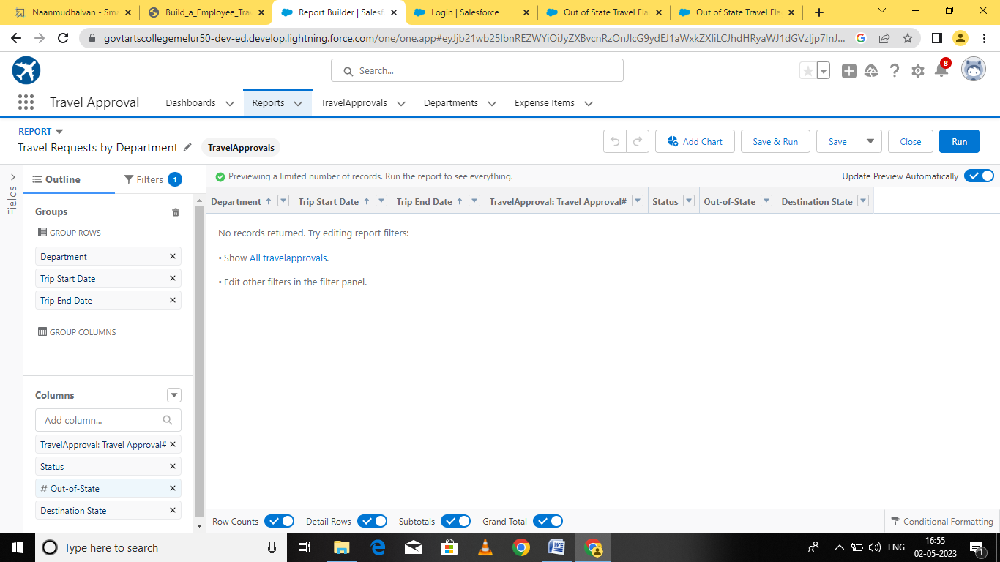 Naanmudhalvan - Sma
Build_a_Employee_Tra
Report Builder | Salesf
Login | Salesforce
Out of State Travel Fla
Out of State Travel Fla
govtartscollegemelur50-dev-ed.develop.lightning.force.com/one/one.app#
Search...
8
Travel Approval
Dashboards
Reports
TravelApprovals
Departments
Expense Items
REPORT
Travel Requests by Department
TravelApprovals
Add Chart
Save & Run
Save
Close
Run
Fields
Outline
Filters 1
Previewing a limited number of records. Run the report to see everything.
Update Preview Automatically
Groups
GROUP ROWS
Department
Trip Start Date
Trip End Date
GROUP COLUMNS
Columns
Add column...
TravelApproval: Travel Approval#
Status
# Out-of-State
Destination State
Department
Trip Start Date
Trip End Date
TravelApproval: Travel Approval#
Status
Out-of-State
Destination State
No records returned. Try editing report filters:
• Show All travelapprovals.
• Edit other filters in the filter panel.
Row Counts
Detail Rows
Subtotals
Grand Total
Conditional Formatting
Type here to search
ENG
16:55
02-05-2023
1